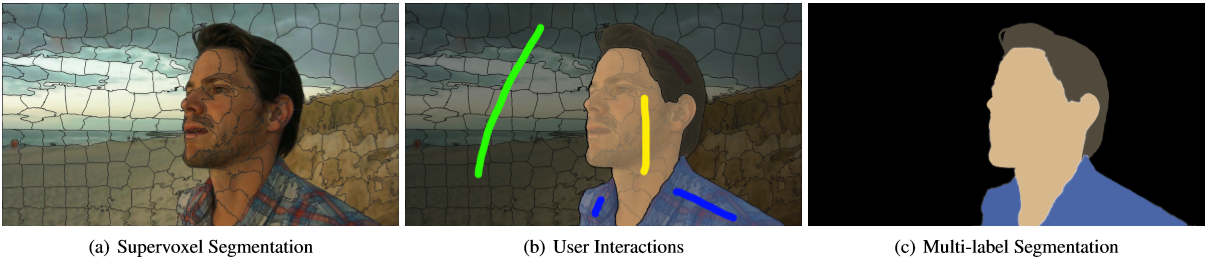 (a) Supervoxel Segmentation
(b) User Interactions
(c) Multi-label Segmentation